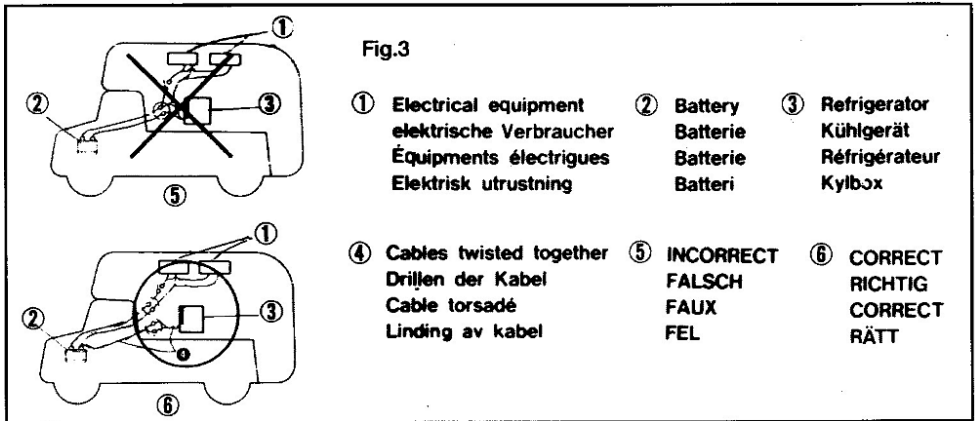 Fig.3
① Electrical equipment
elektrische Verbraucher
Équipments électrigues
Elektrisk utrustning
② Battery
Batterie
Batterie
Batteri
③ Refrigerator
Kühlgerät
Réfrigérateur
Kylbox
④ Cables twisted together
Drillen der Kabel
Cable torsadé
Linding av kabel
⑤ INCORRECT
FALSCH
FAUX
FEL
⑥ CORRECT
RICHTIG
CORRECT
RÄTT
①
②
③
⑤
①
②
③
④
⑥